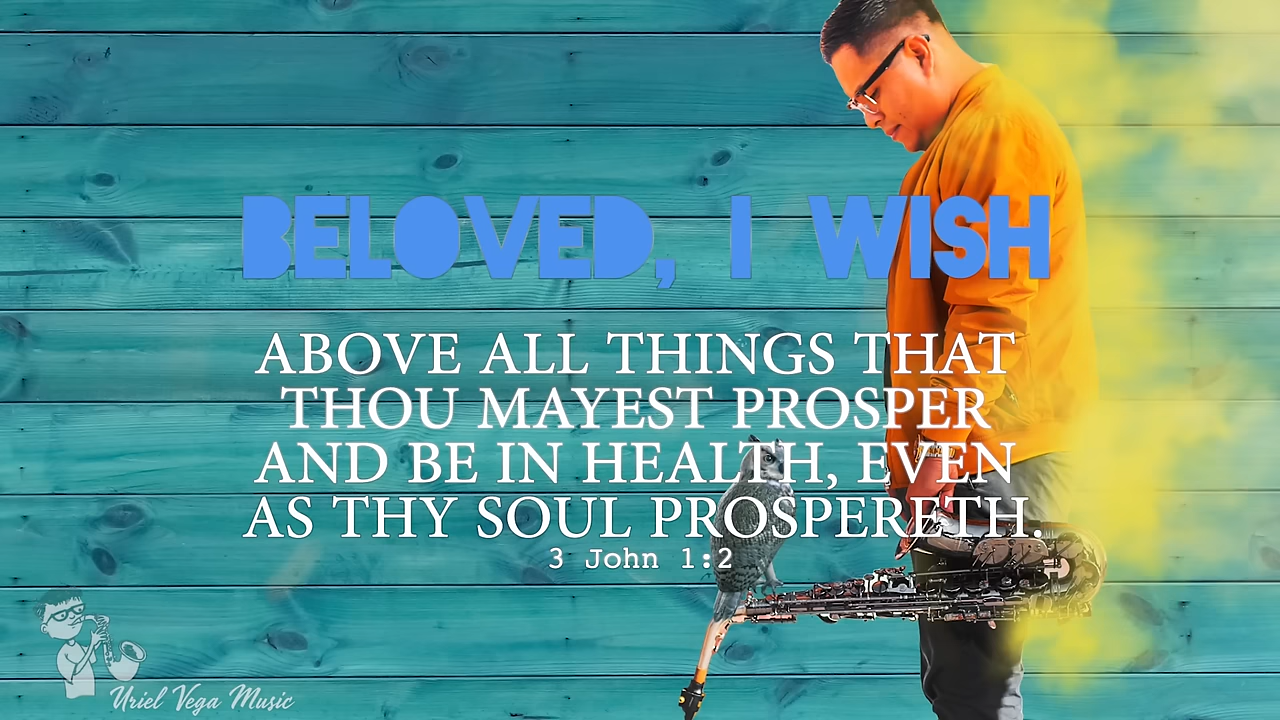 BELOVED, I WISH
ABOVE ALL THINGS THAT
THOU MAYEST PROSPER
AND BE IN HEALTH, EVEN
AS THY SOUL PROSPERETH.
3 John 1:2
Uriel Vega Music